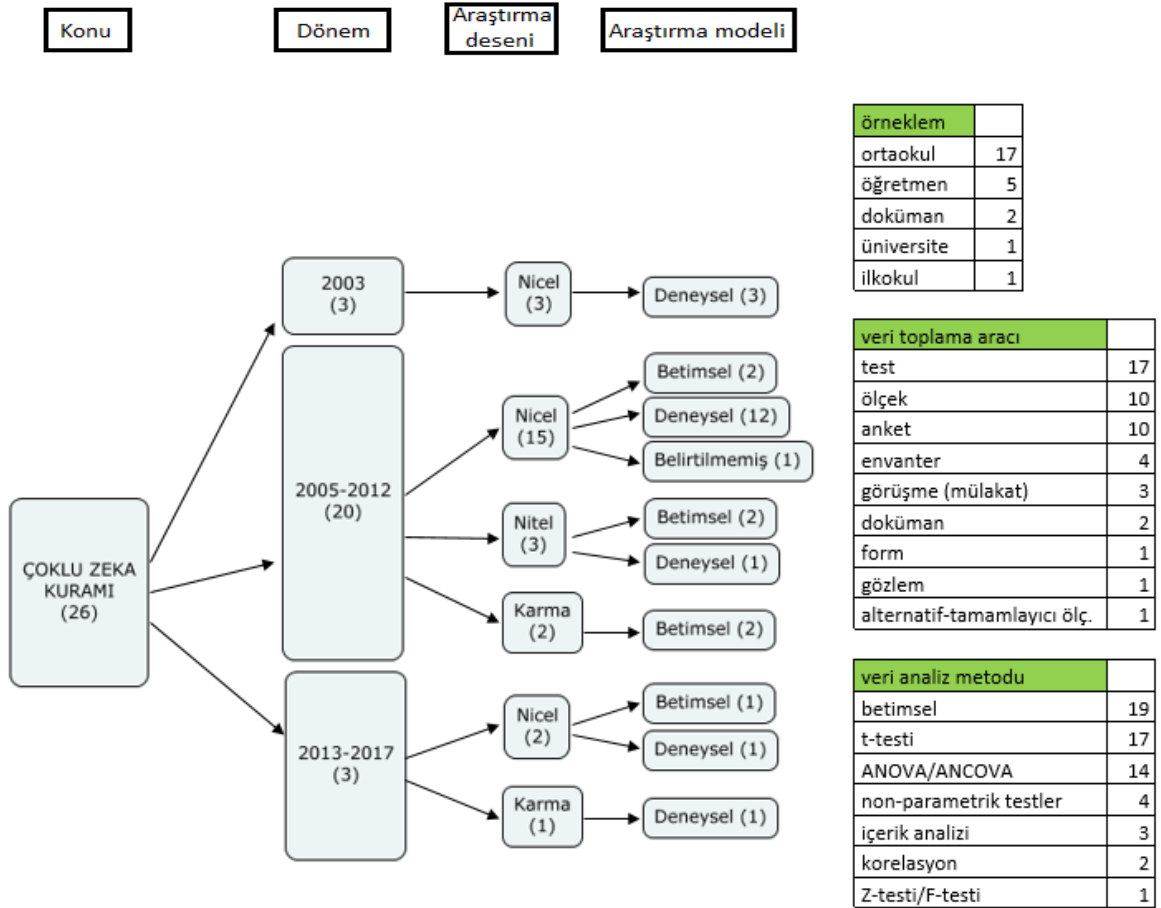 Konu
Dönem
Araştırma
deseni
Araştırma modeli
ÇOKLU ZEKA
KURAMI
(26)
2003
(3)
Nicel
(3)
Deneysel (3)
2005-2012
(20)
Nicel
(15)
Betimsel (2)
Deneysel (12)
Belirtilmemiş (1)
Nitel
(3)
Betimsel (2)
Deneysel (1)
Karma
(2)
Betimsel (2)
2013-2017
(3)
Nicel
(2)
Betimsel (1)
Deneysel (1)
Karma
(1)
Deneysel (1)
örneklem
ortaokul 17
öğretmen 5
doküman 2
üniversite 1
ilkokul 1
veri toplama aracı
test 17
ölçek 10
anket 10
envanter 4
görüşme (mülakat) 3
doküman 2
form 1
gözlem 1
alternatif-tamamlayıcı ölç. 1
veri analiz metodu
betimsel 19
t-testi 17
ANOVA/ANCOVA 14
non-parametrik testler 4
içerik analizi 3
korelasyon 2
Z-testi/F-testi 1